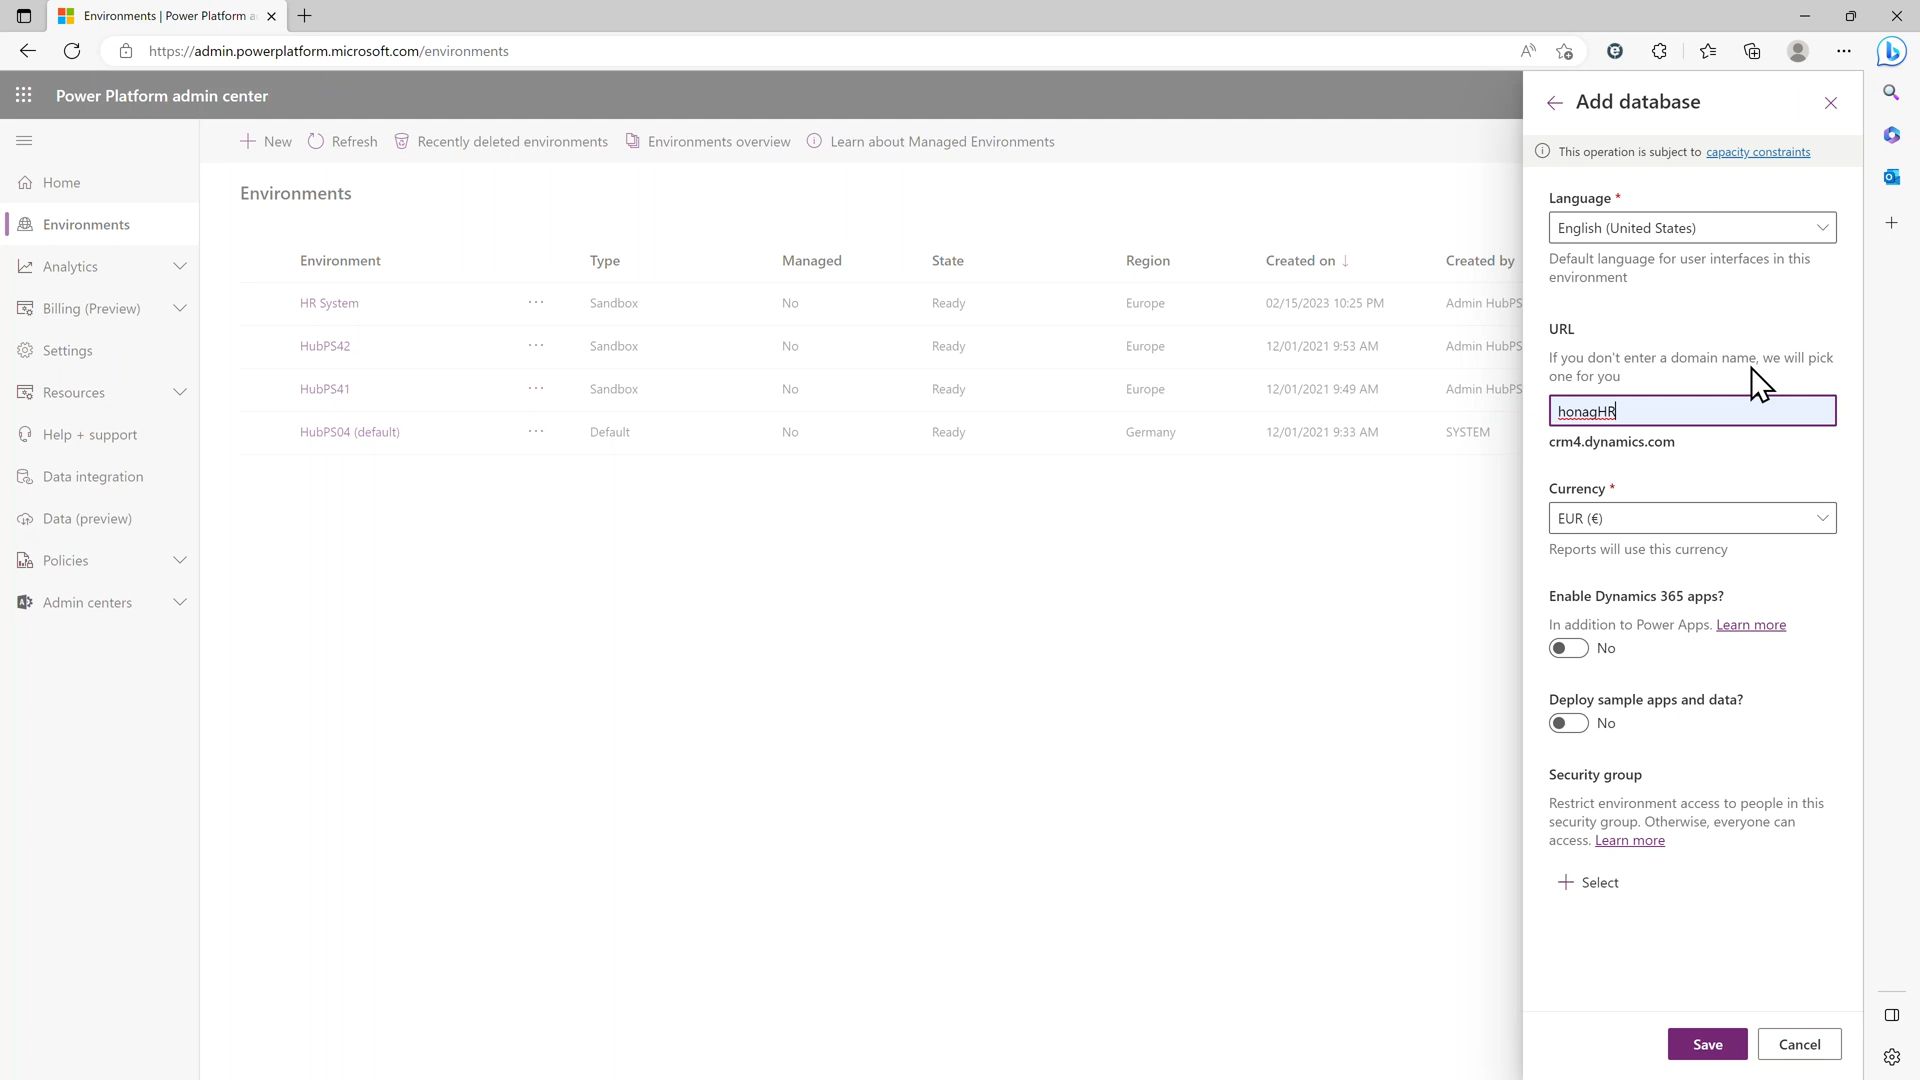 Environments | Power Platform a
https://admin.powerplatform.microsoft.com/environments
Power Platform admin center
Home
Environments
Analytics
Billing (Preview)
Settings
Resources
Help + support
Data integration
Data (preview)
Policies
Admin centers
New Refresh Recently deleted environments Environments overview Learn about Managed Environments
Environments
Environment Type Managed State Region Created on ↓ Created by
HR System ... Sandbox No Ready Europe 02/15/2023 10:25 PM Admin HubPS
HubPS42 ... Sandbox No Ready Europe 12/01/2021 9:53 AM Admin HubPS
HubPS41 ... Sandbox No Ready Europe 12/01/2021 9:49 AM Admin HubPS
HubPS04 (default) ... Default No Ready Germany 12/01/2021 9:33 AM SYSTEM
Add database
This operation is subject to capacity constraints
Language *
English (United States)
Default language for user interfaces in this
environment
URL
If you don't enter a domain name, we will pick
one for you
honagHR
crm4.dynamics.com
Currency *
EUR (€)
Reports will use this currency
Enable Dynamics 365 apps?
In addition to Power Apps. Learn more
No
Deploy sample apps and data?
No
Security group
Restrict environment access to people in this
security group. Otherwise, everyone can
access. Learn more
Select
Save Cancel